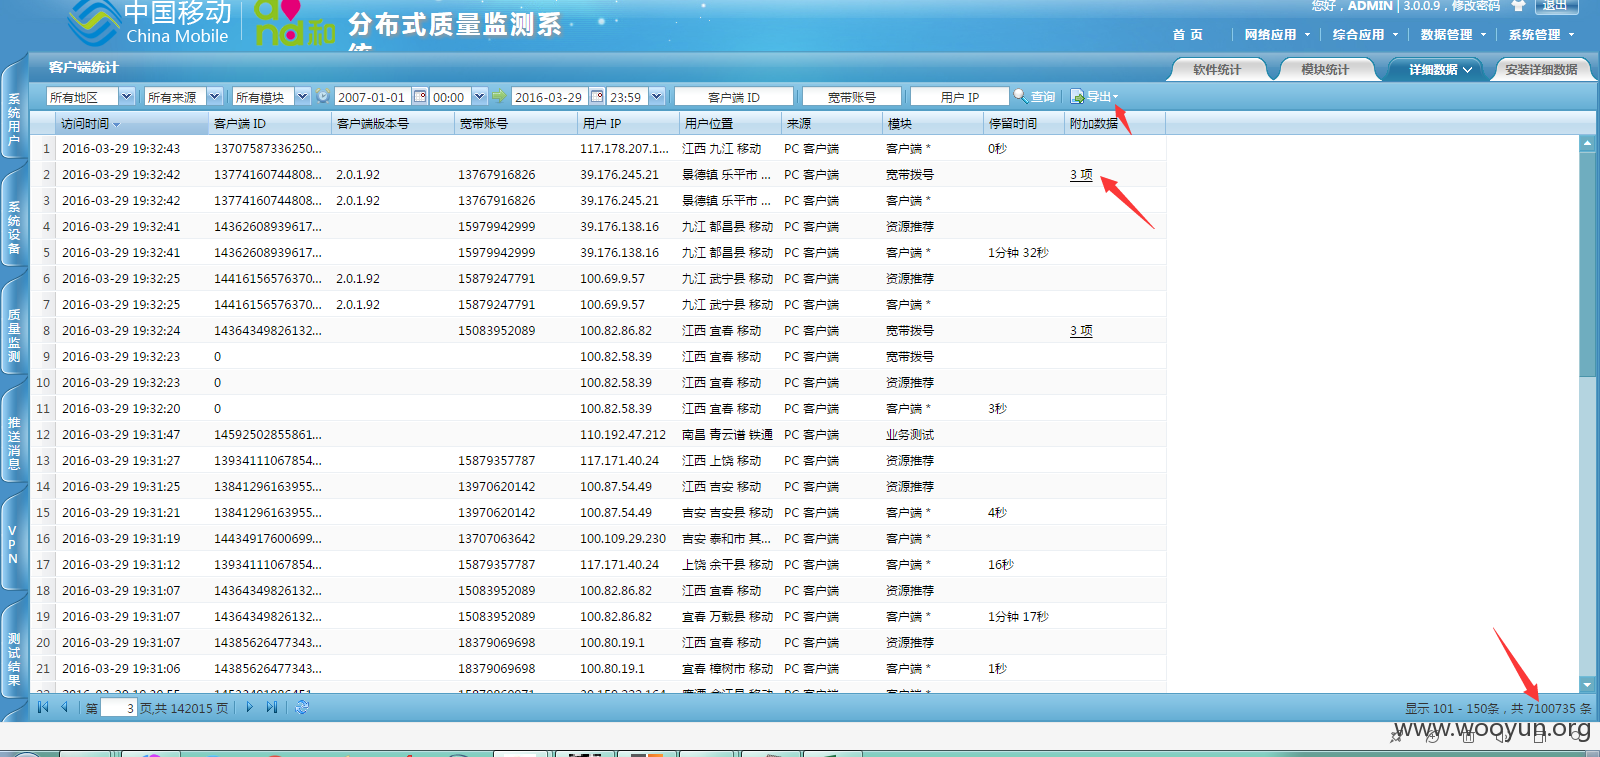 中国移动
China Mobile
and和
分布式质量监测系
统
您好，ADMIN | 3.0.0.9，修改密码 退出
首 页 网络应用 综合应用 数据管理 系统管理
客户端统计
软件统计 模块统计 详细数据 安装详细数据
所有地区 所有来源 所有模块 2007-01-01 00:00 2016-03-29 23:59 客户端 ID 宽带账号 用户 IP 查询 导出
访问时间 客户端 ID 客户端版本号 宽带账号 用户 IP 用户位置 来源 模块 停留时间 附加数据
1 2016-03-29 19:32:43 13707587336250... 117.178.207.1... 江西 九江 移动 PC 客户端 客户端 * 0秒
2 2016-03-29 19:32:42 13774160744808... 2.0.1.92 13767916826 39.176.245.21 景德镇 乐平市 ... PC 客户端 宽带拨号 3 项
3 2016-03-29 19:32:42 13774160744808... 2.0.1.92 13767916826 39.176.245.21 景德镇 乐平市 ... PC 客户端 客户端 *
4 2016-03-29 19:32:41 14362608939617... 15979942999 39.176.138.16 九江 都昌县 移动 PC 客户端 资源推荐
5 2016-03-29 19:32:41 14362608939617... 15979942999 39.176.138.16 九江 都昌县 移动 PC 客户端 客户端 * 1分钟 32秒
6 2016-03-29 19:32:25 14416156576370... 2.0.1.92 15879247791 100.69.9.57 九江 武宁县 移动 PC 客户端 资源推荐
7 2016-03-29 19:32:25 14416156576370... 2.0.1.92 15879247791 100.69.9.57 九江 武宁县 移动 PC 客户端 客户端 *
8 2016-03-29 19:32:24 14364349826132... 15083952089 100.82.86.82 江西 宜春 移动 PC 客户端 宽带拨号 3 项
9 2016-03-29 19:32:23 0 100.82.58.39 江西 宜春 移动 PC 客户端 宽带拨号
10 2016-03-29 19:32:23 0 100.82.58.39 江西 宜春 移动 PC 客户端 资源推荐
11 2016-03-29 19:32:20 0 100.82.58.39 江西 宜春 移动 PC 客户端 客户端 * 3秒
12 2016-03-29 19:31:47 14592502855861... 110.192.47.212 南昌 青云谱 铁通 PC 客户端 业务测试
13 2016-03-29 19:31:27 13934111067854... 15879357787 117.171.40.24 江西 上饶 移动 PC 客户端 资源推荐
14 2016-03-29 19:31:25 13841296163955... 13970620142 100.87.54.49 江西 吉安 移动 PC 客户端 资源推荐
15 2016-03-29 19:31:21 13841296163955... 13970620142 100.87.54.49 吉安 吉安县 移动 PC 客户端 客户端 * 4秒
16 2016-03-29 19:31:19 14434917600699... 13707063642 100.109.29.230 吉安 泰和市 其... PC 客户端 客户端 *
17 2016-03-29 19:31:12 13934111067854... 15879357787 117.171.40.24 上饶 余干县 移动 PC 客户端 客户端 * 16秒
18 2016-03-29 19:31:07 14364349826132... 15083952089 100.82.86.82 江西 宜春 移动 PC 客户端 资源推荐
19 2016-03-29 19:31:07 14364349826132... 15083952089 100.82.86.82 宜春 万载县 移动 PC 客户端 客户端 * 1分钟 17秒
20 2016-03-29 19:31:07 14385626477343... 18379069698 100.80.19.1 江西 宜春 移动 PC 客户端 资源推荐
21 2016-03-29 19:31:06 14385626477343... 18379069698 100.80.19.1 宜春 樟树市 移动 PC 客户端 客户端 * 1秒
系统用户
系统设备
质量监测
推送消息
VPN
测试结果
第 3 页,共 142015 页
显示 101 - 150条，共 7100735 条
www.wooyun.org